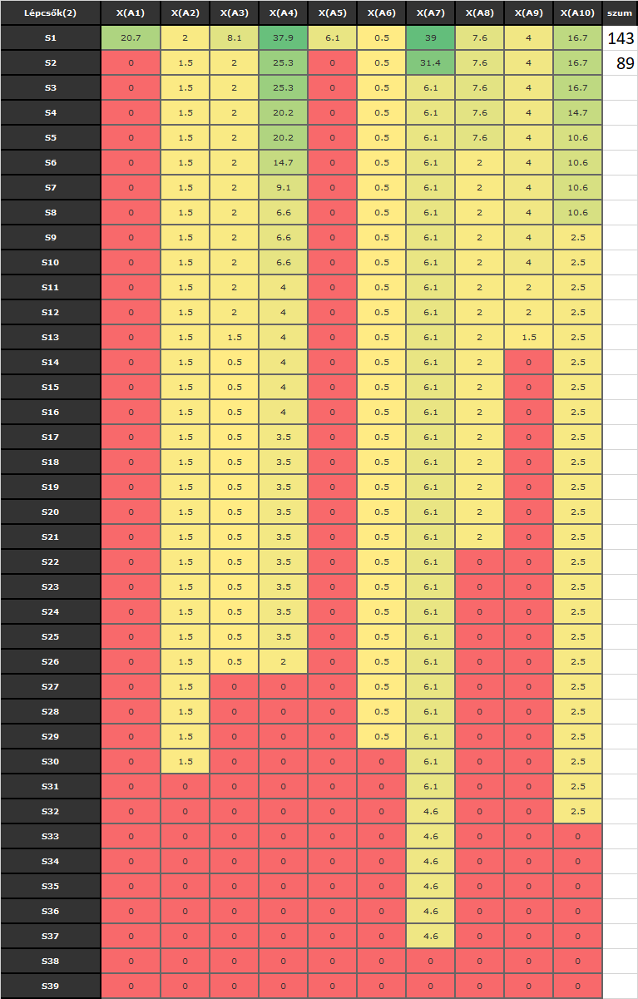 Lépcsők(2) X(A1) X(A2) X(A3) X(A4) X(A5) X(A6) X(A7) X(A8) X(A9) X(A10) szum
S1 20.7 2 8.1 37.9 6.1 0.5 39 7.6 4 16.7 143
S2 0 1.5 2 25.3 0 0.5 31.4 7.6 4 16.7 89
S3 0 1.5 2 25.3 0 0.5 6.1 7.6 4 16.7
S4 0 1.5 2 20.2 0 0.5 6.1 7.6 4 14.7
S5 0 1.5 2 20.2 0 0.5 6.1 7.6 4 10.6
S6 0 1.5 2 14.7 0 0.5 6.1 2 4 10.6
S7 0 1.5 2 9.1 0 0.5 6.1 2 4 10.6
S8 0 1.5 2 6.6 0 0.5 6.1 2 4 10.6
S9 0 1.5 2 6.6 0 0.5 6.1 2 4 2.5
S10 0 1.5 2 6.6 0 0.5 6.1 2 4 2.5
S11 0 1.5 2 4 0 0.5 6.1 2 2 2.5
S12 0 1.5 2 4 0 0.5 6.1 2 2 2.5
S13 0 1.5 1.5 4 0 0.5 6.1 2 1.5 2.5
S14 0 1.5 0.5 4 0 0.5 6.1 2 0 2.5
S15 0 1.5 0.5 4 0 0.5 6.1 2 0 2.5
S16 0 1.5 0.5 4 0 0.5 6.1 2 0 2.5
S17 0 1.5 0.5 3.5 0 0.5 6.1 2 0 2.5
S18 0 1.5 0.5 3.5 0 0.5 6.1 2 0 2.5
S19 0 1.5 0.5 3.5 0 0.5 6.1 2 0 2.5
S20 0 1.5 0.5 3.5 0 0.5 6.1 2 0 2.5
S21 0 1.5 0.5 3.5 0 0.5 6.1 2 0 2.5
S22 0 1.5 0.5 3.5 0 0.5 6.1 0 0 2.5
S23 0 1.5 0.5 3.5 0 0.5 6.1 0 0 2.5
S24 0 1.5 0.5 3.5 0 0.5 6.1 0 0 2.5
S25 0 1.5 0.5 3.5 0 0.5 6.1 0 0 2.5
S26 0 1.5 0.5 2 0 0.5 6.1 0 0 2.5
S27 0 1.5 0 0 0 0.5 6.1 0 0 2.5
S28 0 1.5 0 0 0 0.5 6.1 0 0 2.5
S29 0 1.5 0 0 0 0.5 6.1 0 0 2.5
S30 0 1.5 0 0 0 0 6.1 0 0 2.5
S31 0 0 0 0 0 0 6.1 0 0 2.5
S32 0 0 0 0 0 0 4.6 0 0 2.5
S33 0 0 0 0 0 0 4.6 0 0 0
S34 0 0 0 0 0 0 4.6 0 0 0
S35 0 0 0 0 0 0 4.6 0 0 0
S36 0 0 0 0 0 0 4.6 0 0 0
S37 0 0 0 0 0 0 4.6 0 0 0
S38 0 0 0 0 0 0 0 0 0 0
S39 0 0 0 0 0 0 0 0 0 0